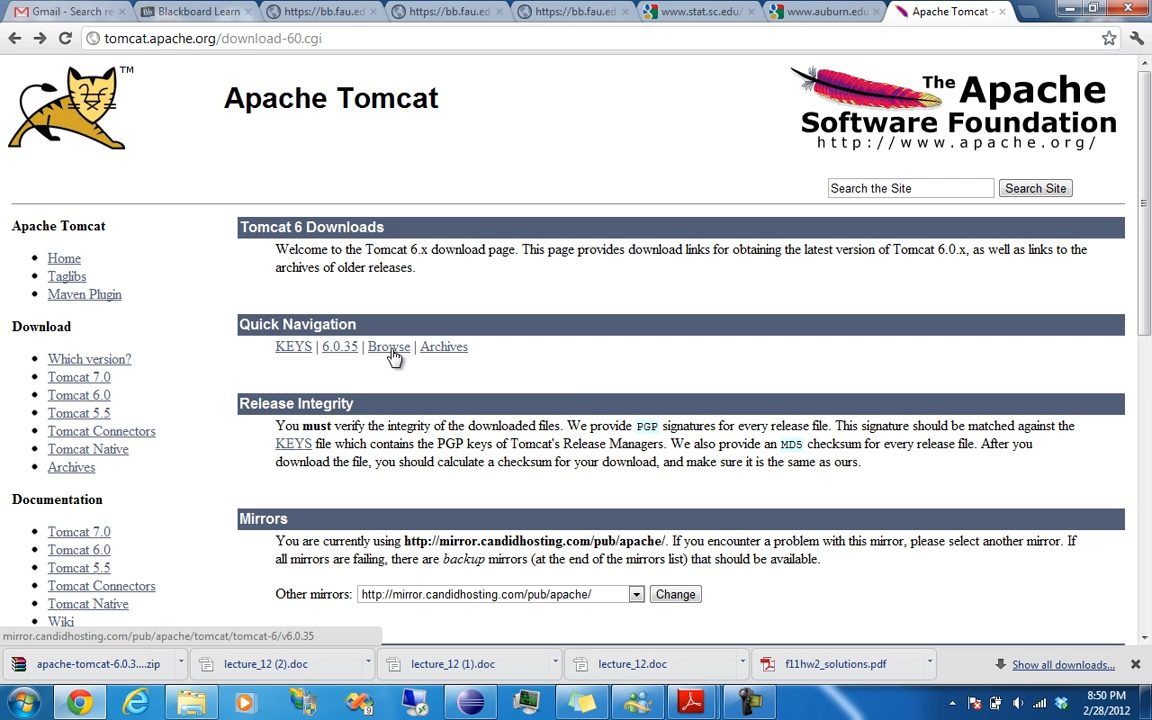 Gmail - Search re
Blackboard Learn
https://bb.fau.ed
https://bb.fau.ed
https://bb.fau.ed
www.stat.sc.edu/
www.auburn.edu
Apache Tomcat -
tomcat.apache.org/download-60.cgi
TM
Apache Tomcat
The Apache
Software Foundation
http://www.apache.org/
Search the Site
Search Site
Apache Tomcat
Home
Taglibs
Maven Plugin
Download
Which version?
Tomcat 7.0
Tomcat 6.0
Tomcat 5.5
Tomcat Connectors
Tomcat Native
Archives
Documentation
Tomcat 7.0
Tomcat 6.0
Tomcat 5.5
Tomcat Connectors
Tomcat Native
Wiki
Tomcat 6 Downloads
Welcome to the Tomcat 6.x download page. This page provides download links for obtaining the latest version of Tomcat 6.0.x, as well as links to the
archives of older releases.
Quick Navigation
KEYS | 6.0.35 | Browse | Archives
Release Integrity
You must verify the integrity of the downloaded files. We provide PGP signatures for every release file. This signature should be matched against the
KEYS file which contains the PGP keys of Tomcat's Release Managers. We also provide an MD5 checksum for every release file. After you
download the file, you should calculate a checksum for your download, and make sure it is the same as ours.
Mirrors
You are currently using http://mirror.candidhosting.com/pub/apache/. If you encounter a problem with this mirror, please select another mirror. If
all mirrors are failing, there are backup mirrors (at the end of the mirrors list) that should be available.
Other mirrors: http://mirror.candidhosting.com/pub/apache/ Change
mirror.candidhosting.com/pub/apache/tomcat/tomcat-6/v6.0.35
apache-tomcat-6.0.3....zip
lecture_12 (2).doc
lecture_12 (1).doc
lecture_12.doc
f11hw2_solutions.pdf
Show all downloads...
8:50 PM
2/28/2012